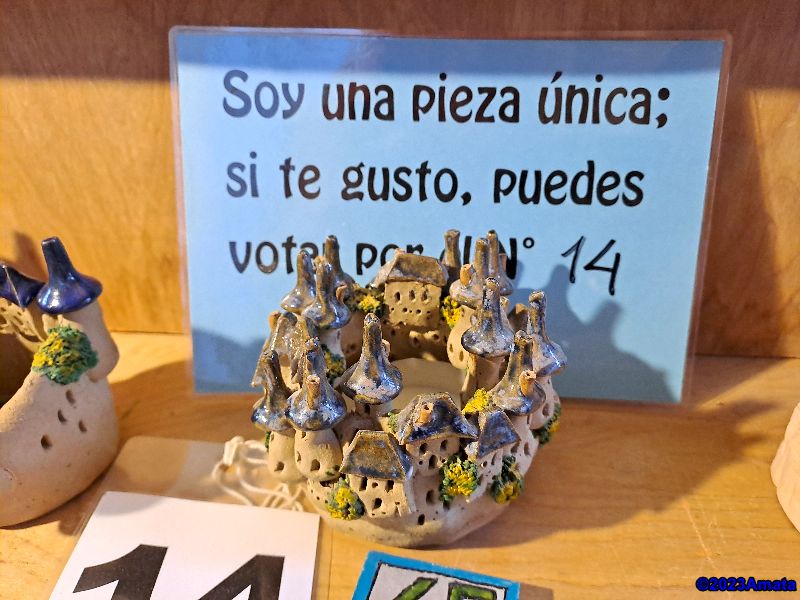 Soy una pieza única;
si te gusto, puedes
votar por N° 14
14
©2023Amata